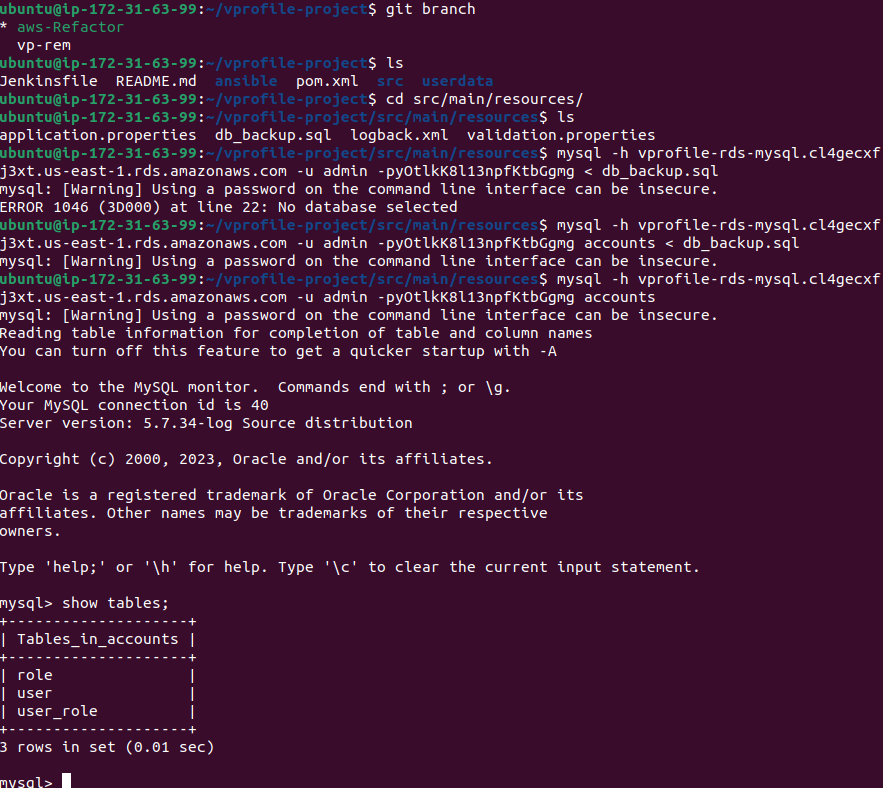 ubuntu@ip-172-31-63-99:~/vprofile-project$ git branch
* aws-Refactor
  vp-rem
ubuntu@ip-172-31-63-99:~/vprofile-project$ ls
Jenkinsfile  README.md  ansible  pom.xml  src  userdata
ubuntu@ip-172-31-63-99:~/vprofile-project$ cd src/main/resources/
ubuntu@ip-172-31-63-99:~/vprofile-project/src/main/resources$ ls
application.properties  db_backup.sql  logback.xml  validation.properties
ubuntu@ip-172-31-63-99:~/vprofile-project/src/main/resources$ mysql -h vprofile-rds-mysql.cl4gecxf
j3xt.us-east-1.rds.amazonaws.com -u admin -pyOtlkK8l13npfKtbGgmg < db_backup.sql
mysql: [Warning] Using a password on the command line interface can be insecure.
ERROR 1046 (3D000) at line 22: No database selected
ubuntu@ip-172-31-63-99:~/vprofile-project/src/main/resources$ mysql -h vprofile-rds-mysql.cl4gecxf
j3xt.us-east-1.rds.amazonaws.com -u admin -pyOtlkK8l13npfKtbGgmg accounts < db_backup.sql
mysql: [Warning] Using a password on the command line interface can be insecure.
ubuntu@ip-172-31-63-99:~/vprofile-project/src/main/resources$ mysql -h vprofile-rds-mysql.cl4gecxf
j3xt.us-east-1.rds.amazonaws.com -u admin -pyOtlkK8l13npfKtbGgmg accounts
mysql: [Warning] Using a password on the command line interface can be insecure.
Reading table information for completion of table and column names
You can turn off this feature to get a quicker startup with -A

Welcome to the MySQL monitor.  Commands end with ; or \g.
Your MySQL connection id is 40
Server version: 5.7.34-log Source distribution

Copyright (c) 2000, 2023, Oracle and/or its affiliates.

Oracle is a registered trademark of Oracle Corporation and/or its
affiliates. Other names may be trademarks of their respective
owners.

Type 'help;' or '\h' for help. Type '\c' to clear the current input statement.

mysql> show tables;
+--------------------+
| Tables_in_accounts |
+--------------------+
| role               |
| user               |
| user_role          |
+--------------------+
3 rows in set (0.01 sec)

mysql>